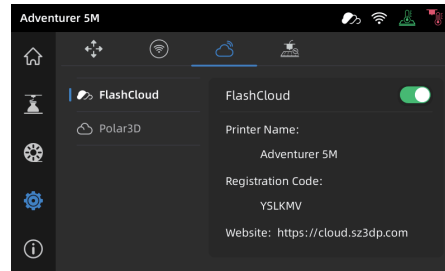 Adventurer 5M
FlashCloud
Polar3D
FlashCloud
Printer Name:
Adventurer 5M
Registration Code:
YSLKMV
Website: https://cloud.sz3dp.com